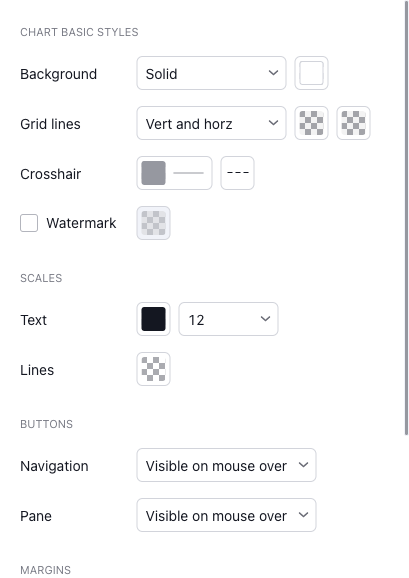 CHART BASIC STYLES
Background Solid
Grid lines Vert and horz
Crosshair
Watermark
SCALES
Text 12
Lines
BUTTONS
Navigation Visible on mouse over
Pane Visible on mouse over
MARGINS